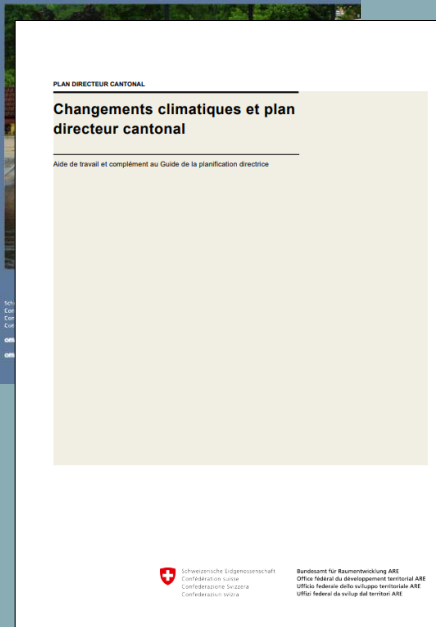 PLAN DIRECTEUR CANTONAL
Changements climatiques et plan
directeur cantonal
Aide de travail et complément au Guide de la planification directrice
Schweizerische Eidgenossenschaft
Confédération suisse
Confederazione Svizzera
Confederaziun svizra
Bundesamt für Raumentwicklung ARE
Office fédéral du développement territorial ARE
Ufficio federale dello sviluppo territoriale ARE
Uffizi federal da svilup dal territori ARE